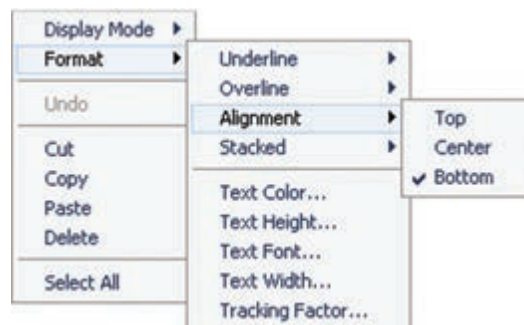 Display Mode
Format
Undo
Cut
Copy
Paste
Delete
Select All
Underline
Overline
Alignment
Stacked
Text Color...
Text Height...
Text Font...
Text Width...
Tracking Factor...
Top
Center
Bottom